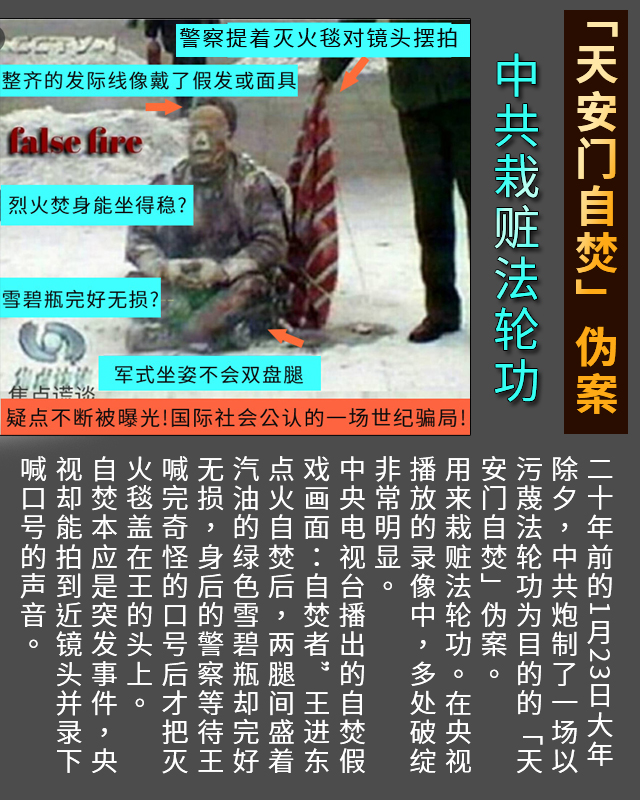 「天安门自焚」伪案
中共栽赃法轮功
CCTVN
警察提着灭火毯对镜头摆拍
整齐的发际线像戴了假发或面具
false fire
烈火焚身能坐得稳?
雪碧瓶完好无损?
军式坐姿不会双盘腿
焦点谎谈
疑点不断被曝光!国际社会公认的一场世纪骗局!
二十年前的1月23日大年
除夕，中共炮制了一场以
污蔑法轮功为目的的「天
安门自焚」伪案。
用来栽赃法轮功。在央视
播放的录像中，多处破绽
非常明显。
中央电视台播出的自焚假
戏画面：自焚者”王进东
点火自焚后，两腿间盛着
汽油的绿色雪碧瓶却完好
无损，身后的警察等待王
喊完奇怪的口号后才把灭
火毯盖在王的头上。
自焚本应是突发事件，央
视却能拍到近镜头并录下
喊口号的声音。